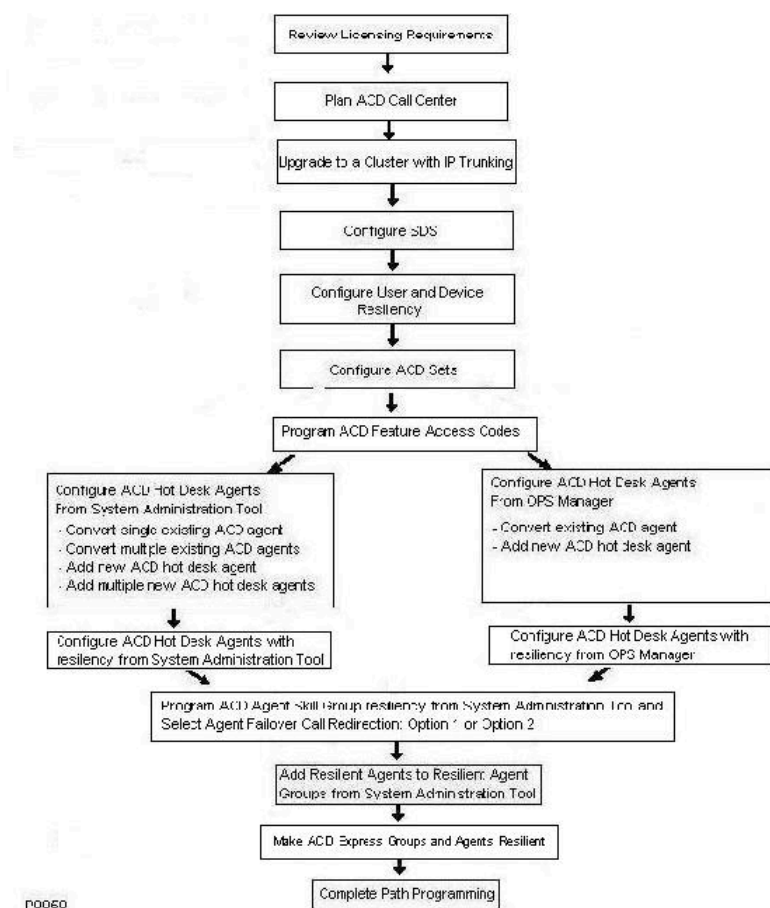 Review Licensing Requirements
Plan ACD Call Center
Upgrade to a Cluster with IP Trunking
Configure SDS
Configure User and Device
Resiliency
Configure ACD Sets
Program ACD Feature Access Codes
Configure ACD Hot Desk Agents
From System Administration Tool
- Convert single existing ACD agent
- Convert multiple existing ACD agents
- Add new ACD hot desk agent
- Add multiple new ACD hot desk agents
Configure ACD Hot Desk Agents
From OPS Manager
- Convert existing ACD agent
- Add new ACD hot desk agent
Configure ACD Hot Desk Agents with
resiliency from System Administration Tool
Configure ACD Hot Desk Agents with
resiliency from OPS Manager
Program ACD Agent Skill Group resiliency from System Administration Tool and
Select Agent Failover Call Redirection: Option 1 or Option 2
Add Resilient Agents to Resilient Agent
Groups from System Administration Tool
Make ACD Express Groups and Agents Resilient
Complete Path Programming